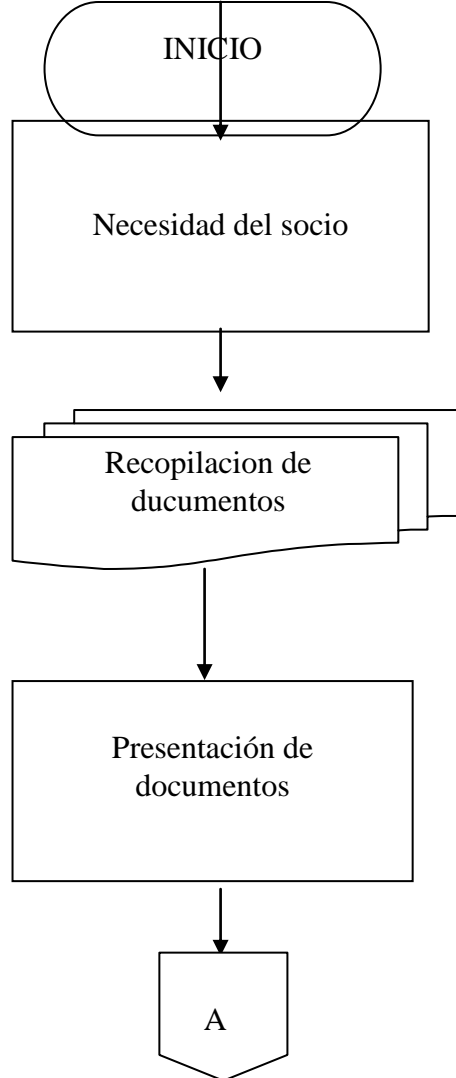 INICIO
Necesidad del socio
Recopilacion de
ducumentos
Presentación de
documentos
A